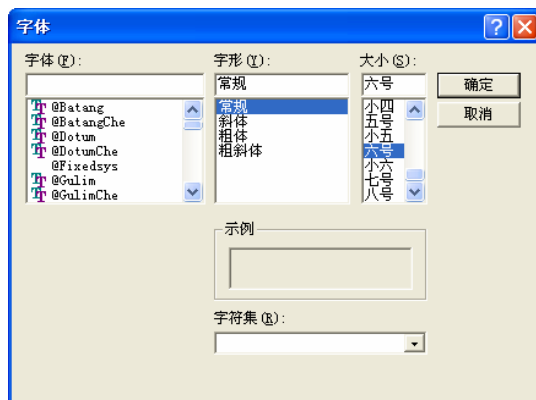 字体
字体(F): 字形(Y): 大小(S):
常规 六号 确定
@Batang 常规 小四 取消
@BatangChe 斜体 五号
@Dotum 粗体 小五
@DotumChe 粗斜体 六号
@Fixedsys 小六
@Gulim 七号
@GulimChe 八号
示例
字符集(R):